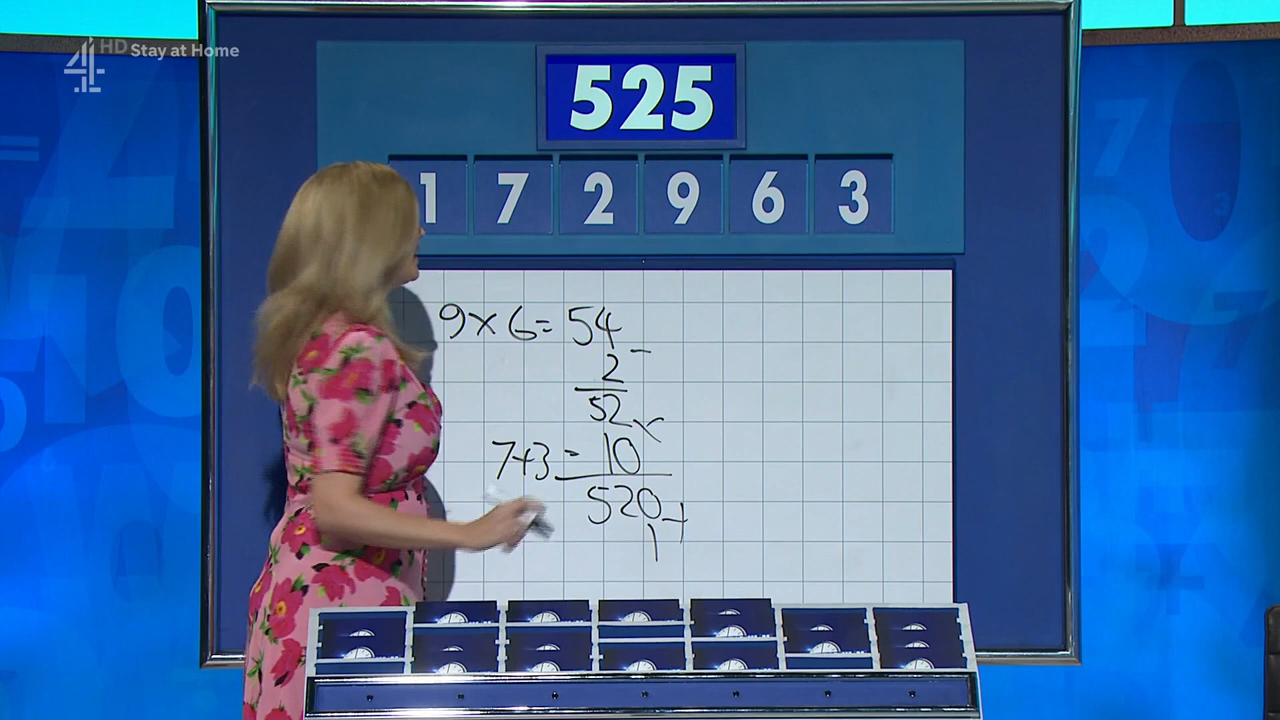 HD Stay at Home
525
1 7 2 9 6 3
9 x 6 = 54 -
2
52 x
7+3 = 10
520 +
1